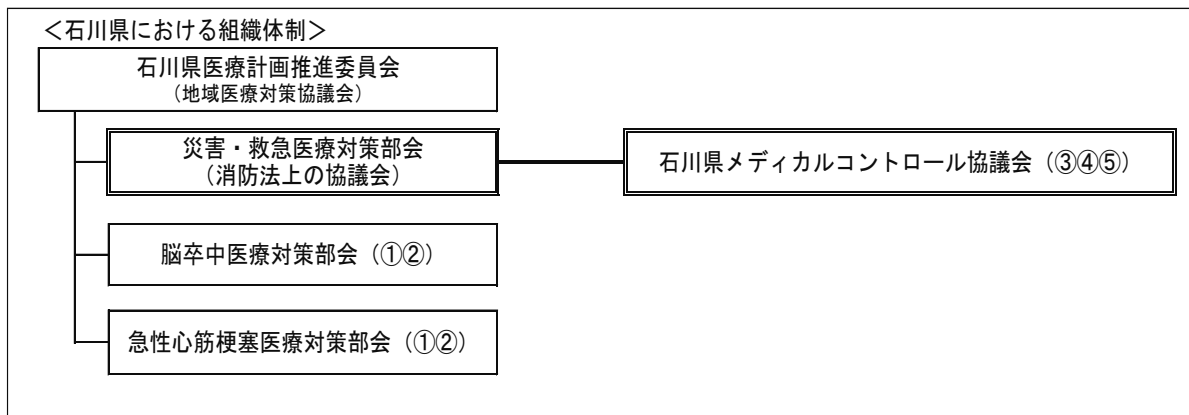 ＜石川県における組織体制＞
石川県医療計画推進委員会
（地域医療対策協議会）
災害・救急医療対策部会
（消防法上の協議会）
石川県メディカルコントロール協議会（③④⑤）
脳卒中医療対策部会（①②）
急性心筋梗塞医療対策部会（①②）